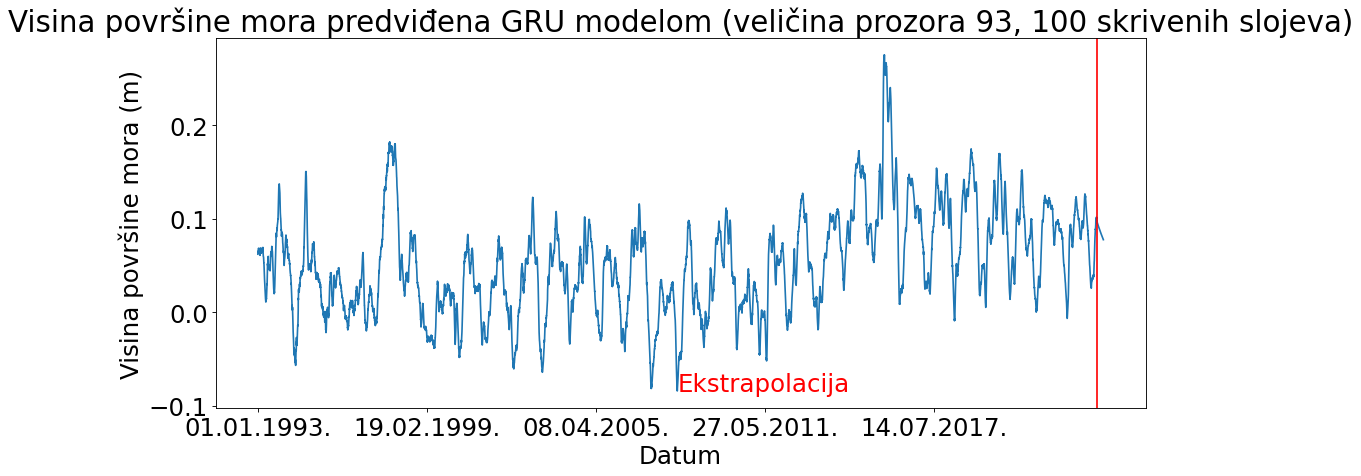 Visina površine mora predviđena GRU modelom (veličina prozora 93, 100 skrivenih slojeva)
Visina površine mora (m)
0.2
0.1
0.0
−0.1
Ekstrapolacija
01.01.1993. 19.02.1999. 08.04.2005. 27.05.2011. 14.07.2017.
Datum